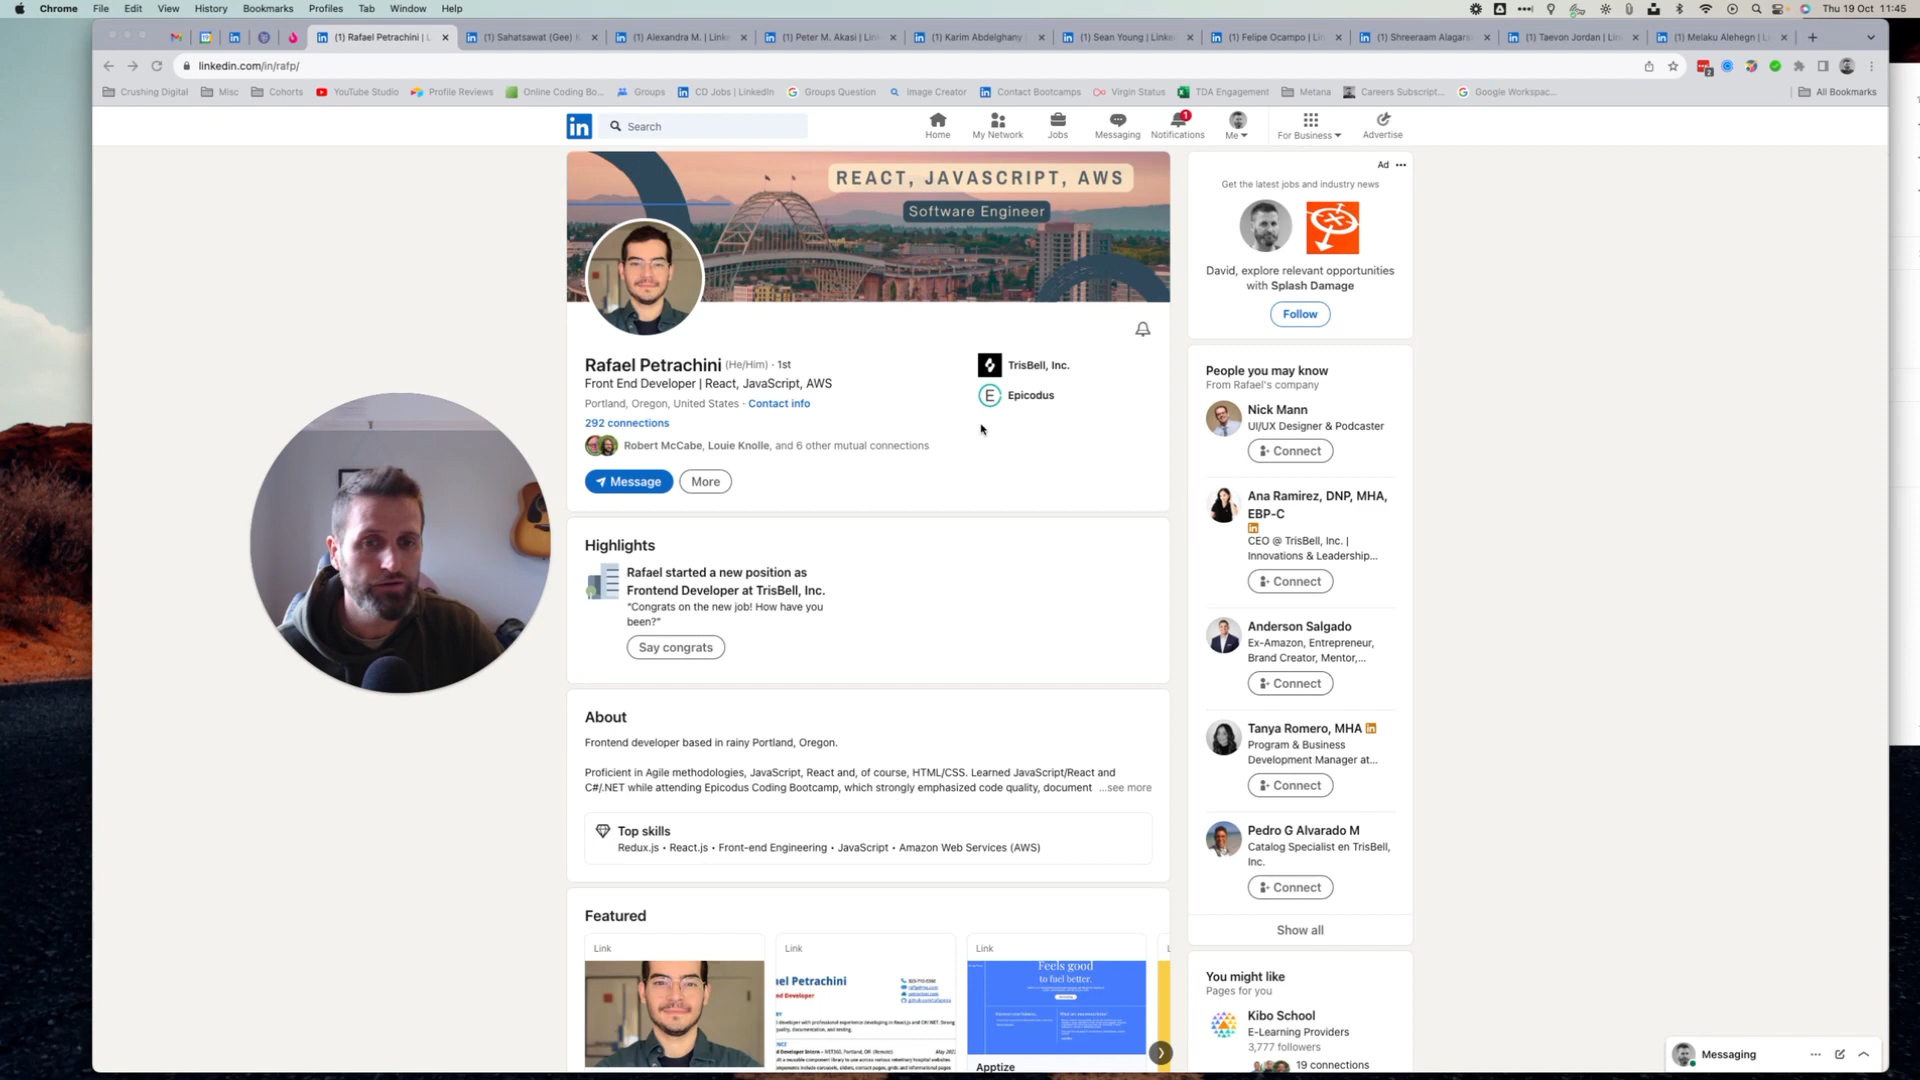 Chrome File Edit View History Bookmarks Profiles Tab Window Help
Thu 19 Oct 11:45
(1) Rafael Petrachini | L
(1) Sahatsawat (Gee) K
(1) Alexandra M. | Linke
(1) Peter M. Akasi | Lin
(1) Karim Abdelghany |
(1) Sean Young | Linke
(1) Felipe Ocampo | Li
(1) Shreeraam Alagars
(1) Taevon Jordan | Lin
(1) Melaku Alehegn | L
linkedin.com/in/rafp/
Crushing Digital
Misc
Cohorts
YouTube Studio
Profile Reviews
Online Coding Bo...
Groups
CD Jobs | LinkedIn
Groups Question
Image Creator
Contact Bootcamps
Virgin Status
TDA Engagement
Metana
Careers Subscript...
Google Workspac...
All Bookmarks
in
Search
Home
My Network
Jobs
Messaging
1
Notifications
Me
For Business
Advertise
REACT, JAVASCRIPT, AWS
Software Engineer
Rafael Petrachini (He/Him) · 1st
Front End Developer | React, JavaScript, AWS
Portland, Oregon, United States · Contact info
292 connections
Robert McCabe, Louie Knolle, and 6 other mutual connections
Message
More
TrisBell, Inc.
E
Epicodus
Highlights
Rafael started a new position as
Frontend Developer at TrisBell, Inc.
"Congrats on the new job! How have you
been?"
Say congrats
About
Frontend developer based in rainy Portland, Oregon.
Proficient in Agile methodologies, JavaScript, React and, of course, HTML/CSS. Learned JavaScript/React and
C#/.NET while attending Epicodus Coding Bootcamp, which strongly emphasized code quality, document ...see more
Top skills
Redux.js • React.js • Front-end Engineering • JavaScript • Amazon Web Services (AWS)
Featured
Link
Link
ael Petrachini
nd Developer
Link
Feels good
to fuel better.
Apptize
Ad
Get the latest jobs and industry news
David, explore relevant opportunities
with Splash Damage
Follow
People you may know
From Rafael's company
Nick Mann
UI/UX Designer & Podcaster
Connect
Ana Ramirez, DNP, MHA,
EBP-C
in
CEO @ TrisBell, Inc. |
Innovations & Leadership...
Connect
Anderson Salgado
Ex-Amazon, Entrepreneur,
Brand Creator, Mentor,...
Connect
Tanya Romero, MHA in
Program & Business
Development Manager at...
Connect
Pedro G Alvarado M
Catalog Specialist en TrisBell,
Inc.
Connect
Show all
You might like
Pages for you
Kibo School
E-Learning Providers
3,777 followers
19 connections
Messaging